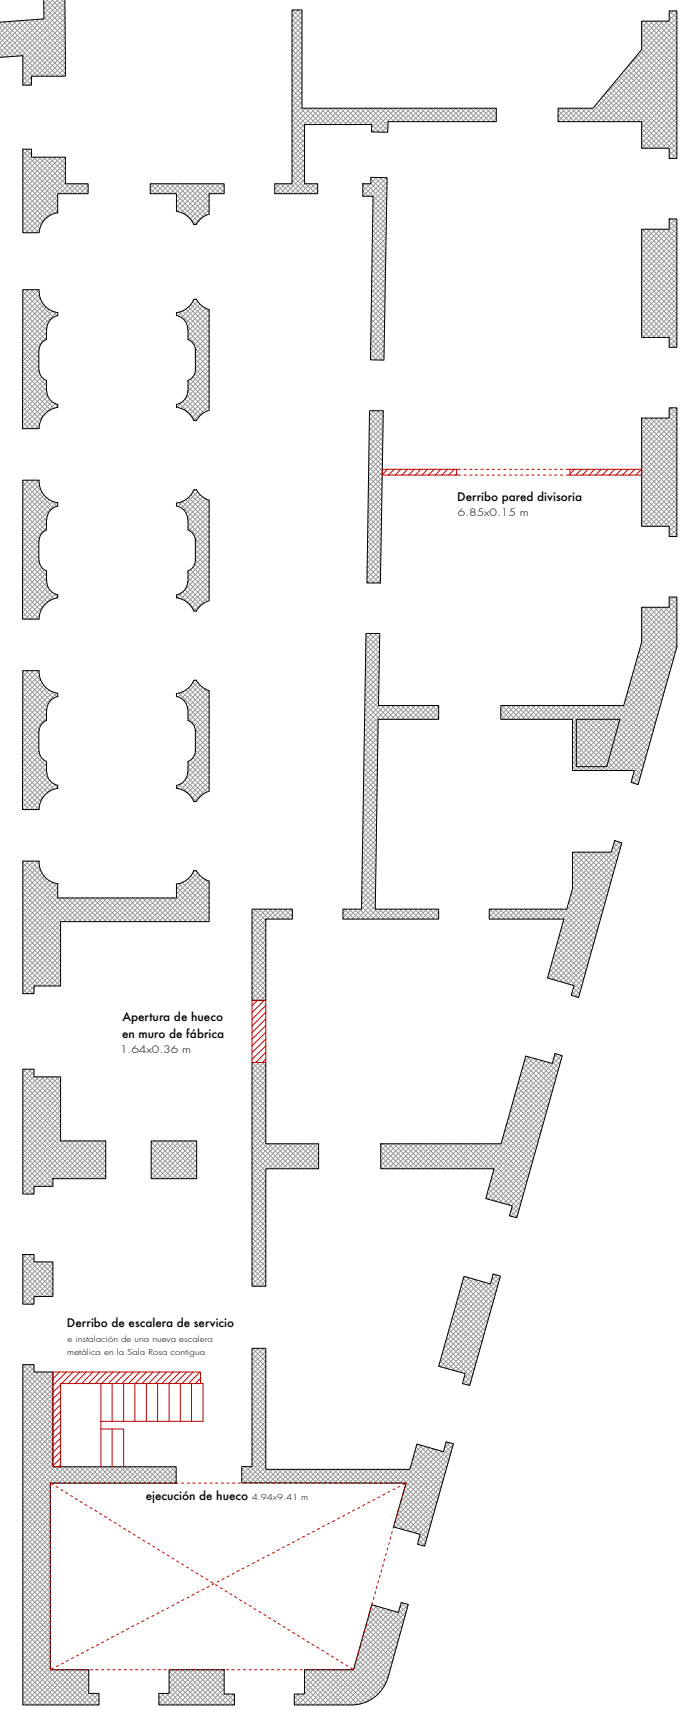 Derribo pared divisoria
6.85x0.15 m
Apertura de hueco
en muro de fábrica
1.64x0.36 m
Derribo de escalera de servicio
e instalación de una nueva escalera
metálica en la Sala Rosa contigua
ejecución de hueco 4.94x9.41 m